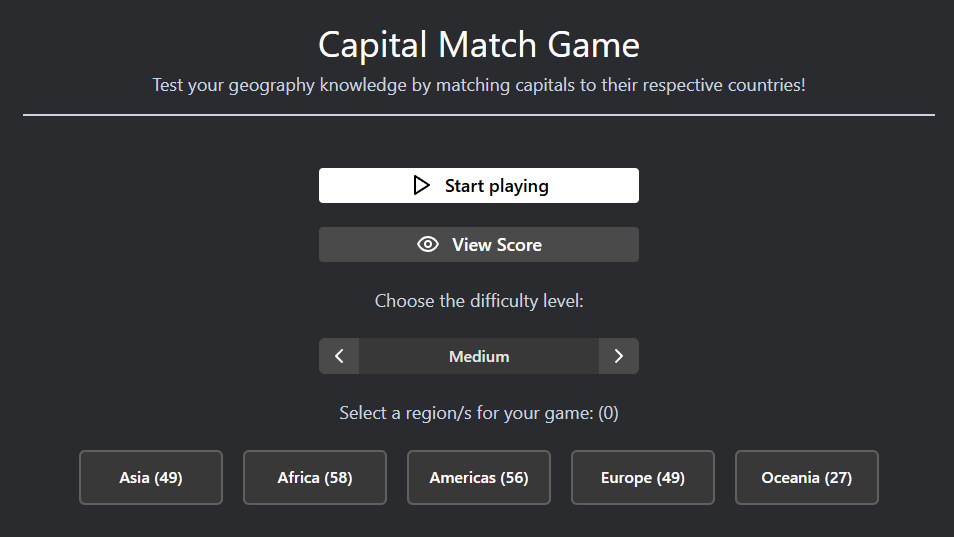 Capital Match Game
Test your geography knowledge by matching capitals to their respective countries!
Start playing
View Score
Choose the difficulty level:
Medium
Select a region/s for your game: (0)
Asia (49) Africa (58) Americas (56) Europe (49) Oceania (27)